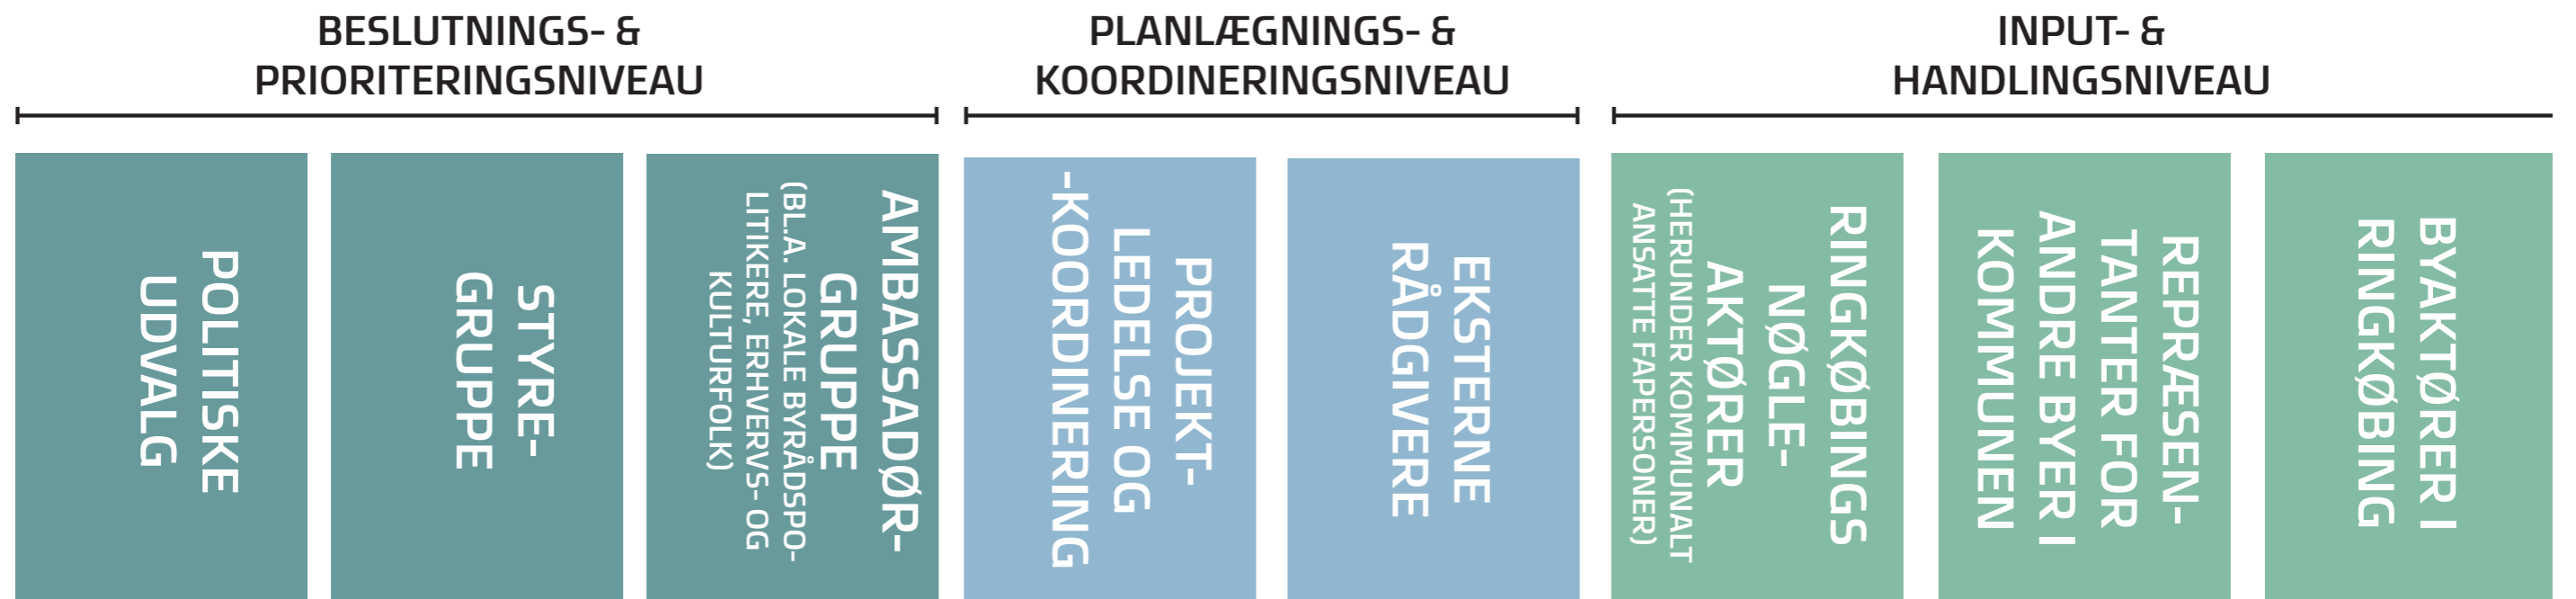 BESLUTNINGS- &
PRIORITERINGSNIVEAU
POLITISKE
UDVALG
STYRE-
GRUPPE
AMBASSADØR-
GRUPPE
(BL.A. LOKALE BYRÅDSPO-
LITIKERE, ERHVERVS- OG
KULTURFOLK)
PLANLÆGNINGS- &
KOORDINERINGSNIVEAU
PROJEKT-
LEDELSE OG
-KOORDINERING
EKSTERNE
RÅDGIVERE
INPUT- &
HANDLINGSNIVEAU
RINGKØBINGS
NØGLE-
AKTØRER
(HERUNDER KOMMUNALT
ANSATTE FAPERSONER)
REPRÆSEN-
TANTER FOR
ANDRE BYER I
KOMMUNEN
BYAKTØRER I
RINGKØBING